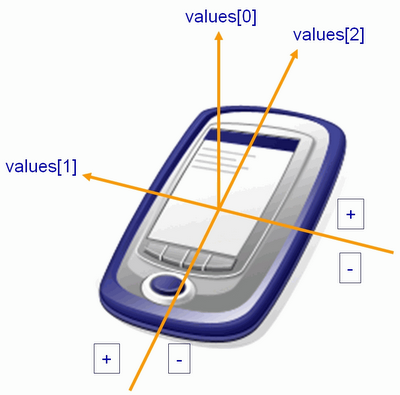 values[0]
values[2]
values[1]
+
-
+
-